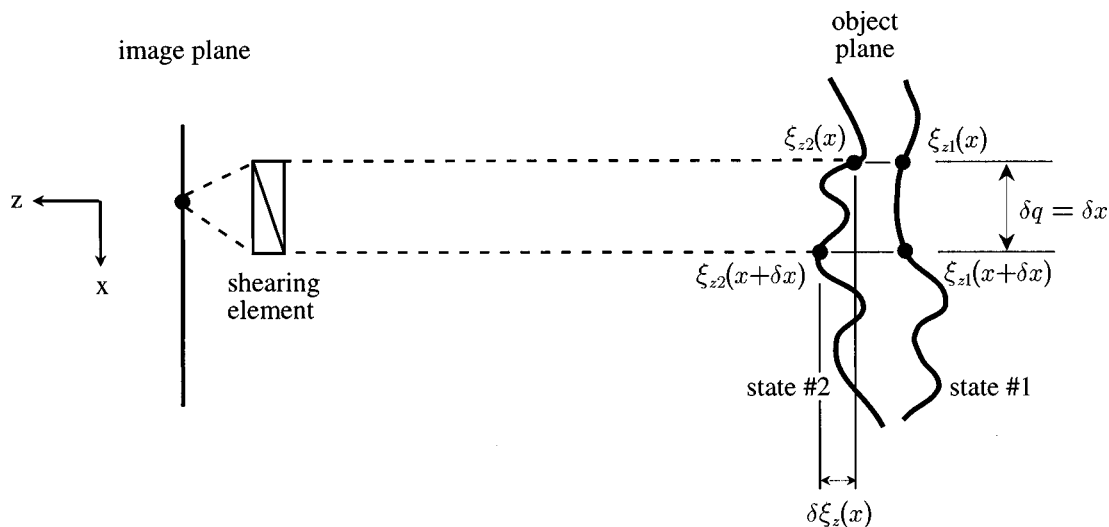 image plane
object
plane
ξz2(x)
ξz1(x)
z
x
δq = δx
shearing
element
ξz2(x+δx)
ξz1(x+δx)
state #2
state #1
δξz(x)